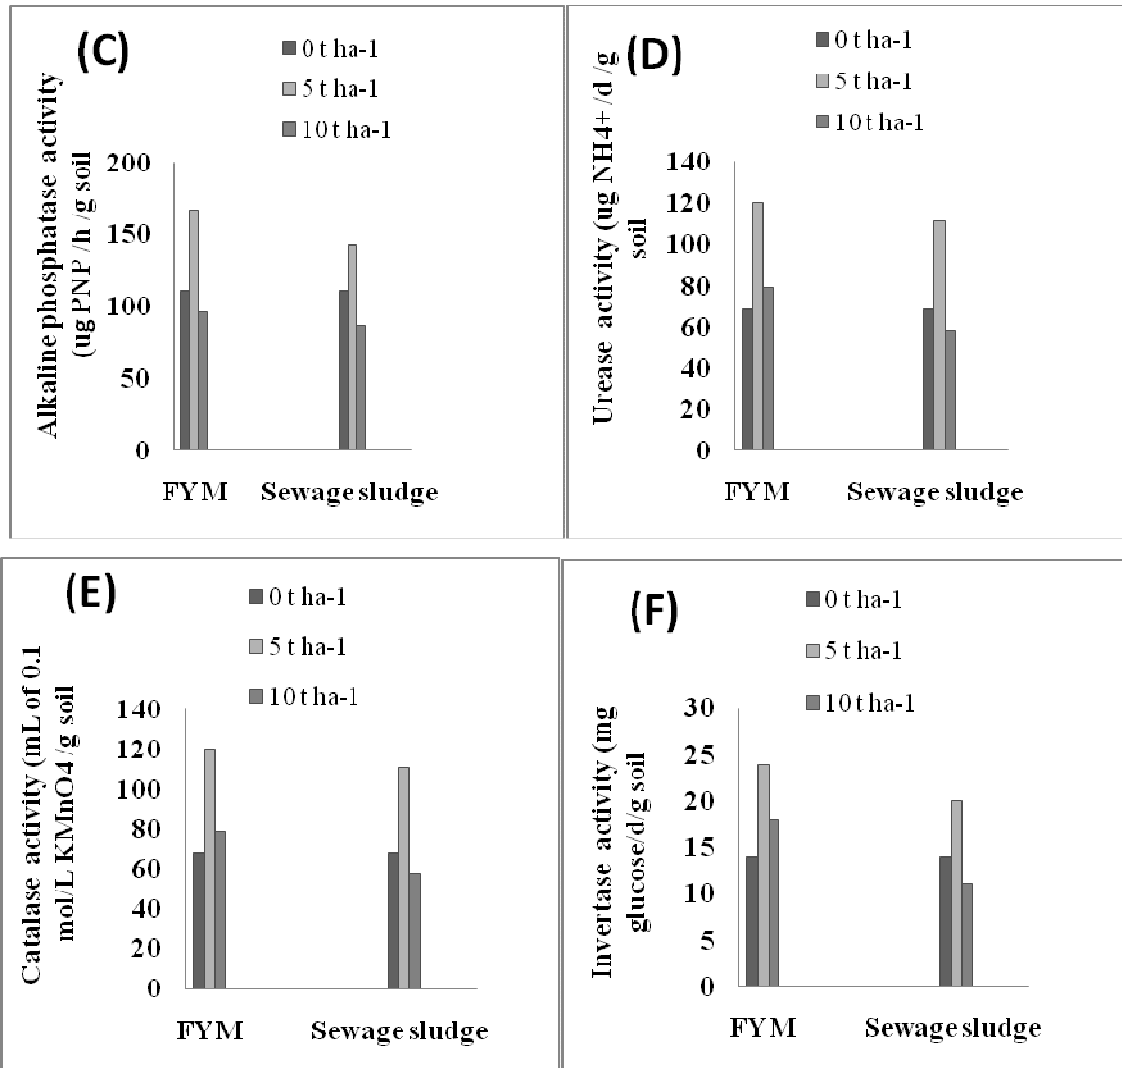 (C)
0 t ha-1
5 t ha-1
10 t ha-1
Alkaline phosphatase activity
(ug PNP /h /g soil
200
150
100
50
0
FYM
Sewage sludge
(D)
0 t ha-1
5 t ha-1
10 t ha-1
Urease activity (ug NH4+ /d /g
soil
140
120
100
80
60
40
20
0
FYM
Sewage sludge
(E)
0 t ha-1
5 t ha-1
10 t ha-1
Catalase activity (mL of 0.1
mol/L KMnO4 /g soil
140
120
100
80
60
40
20
0
FYM
Sewage sludge
(F)
0 t ha-1
5 t ha-1
10 t ha-1
Invertase activity (mg
glucose/d/g soil
30
25
20
15
10
5
0
FYM
Sewage sludge